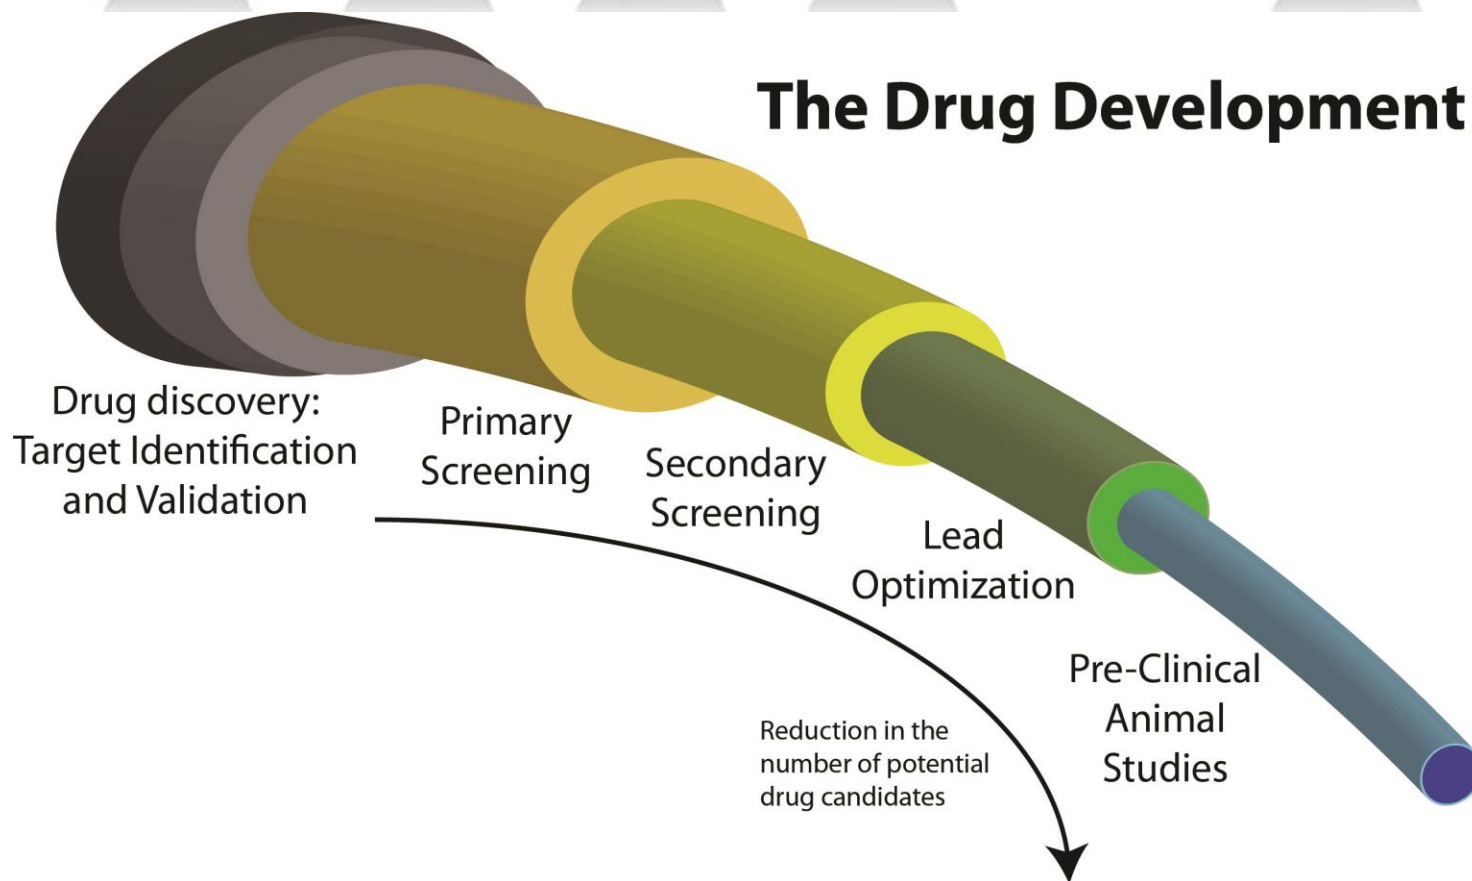 The Drug Development
Drug discovery:
Target Identification
and Validation
Primary
Screening
Secondary
Screening
Lead
Optimization
Pre-Clinical
Animal
Studies
Reduction in the
number of potential
drug candidates